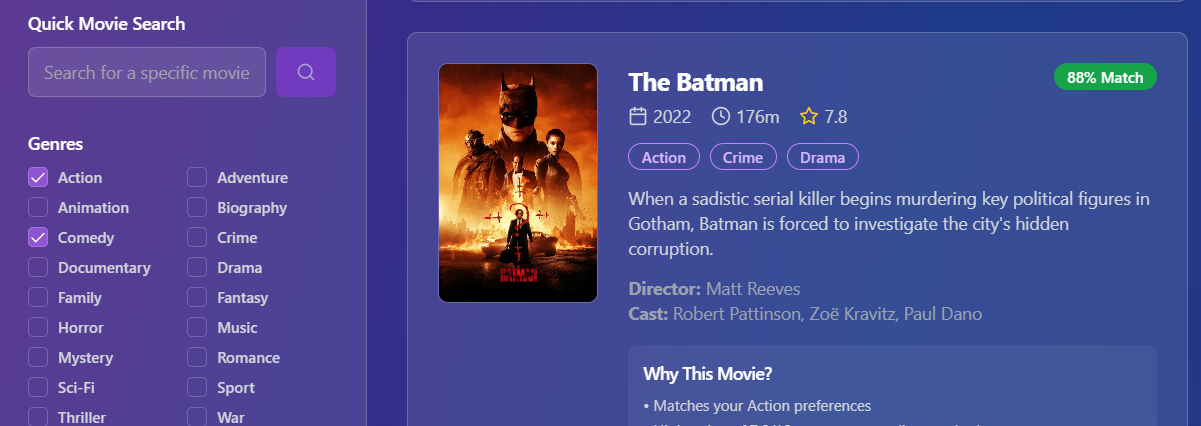 Quick Movie Search
Search for a specific movie
Genres
Action
Adventure
Animation
Biography
Comedy
Crime
Documentary
Drama
Family
Fantasy
Horror
Music
Mystery
Romance
Sci-Fi
Sport
Thriller
War
The Batman
88% Match
2022 176m 7.8
Action Crime Drama
When a sadistic serial killer begins murdering key political figures in
Gotham, Batman is forced to investigate the city's hidden
corruption.
Director: Matt Reeves
Cast: Robert Pattinson, Zoë Kravitz, Paul Dano
Why This Movie?
• Matches your Action preferences
BATMAN